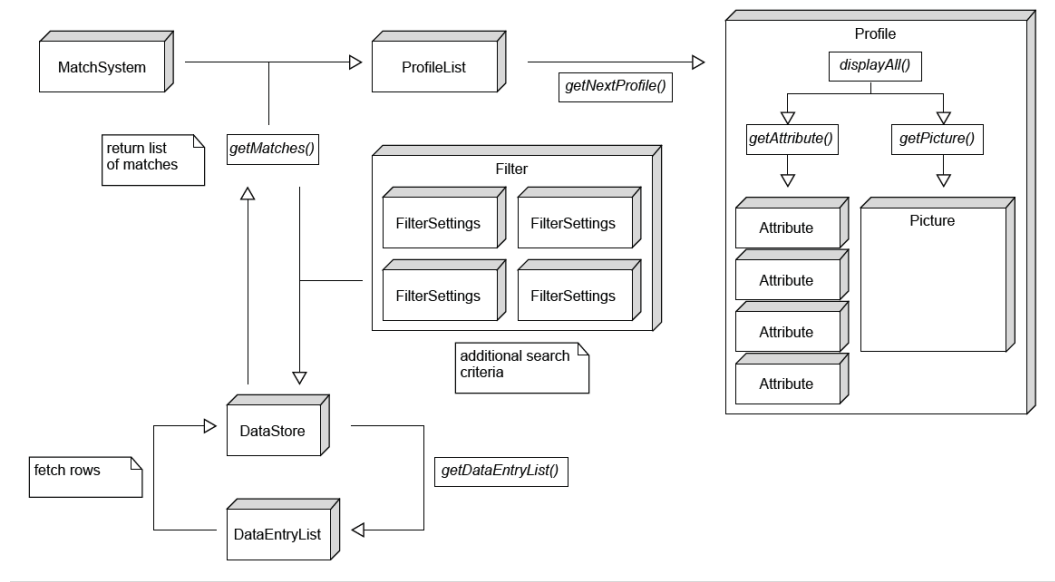 MatchSystem
ProfileList
getNextProfile()
Profile
displayAll()
getAttribute()
getPicture()
Attribute
Attribute
Attribute
Attribute
Picture
return list
of matches
getMatches()
Filter
FilterSettings
FilterSettings
FilterSettings
FilterSettings
additional search
criteria
DataStore
fetch rows
getDataEntryList()
DataEntryList